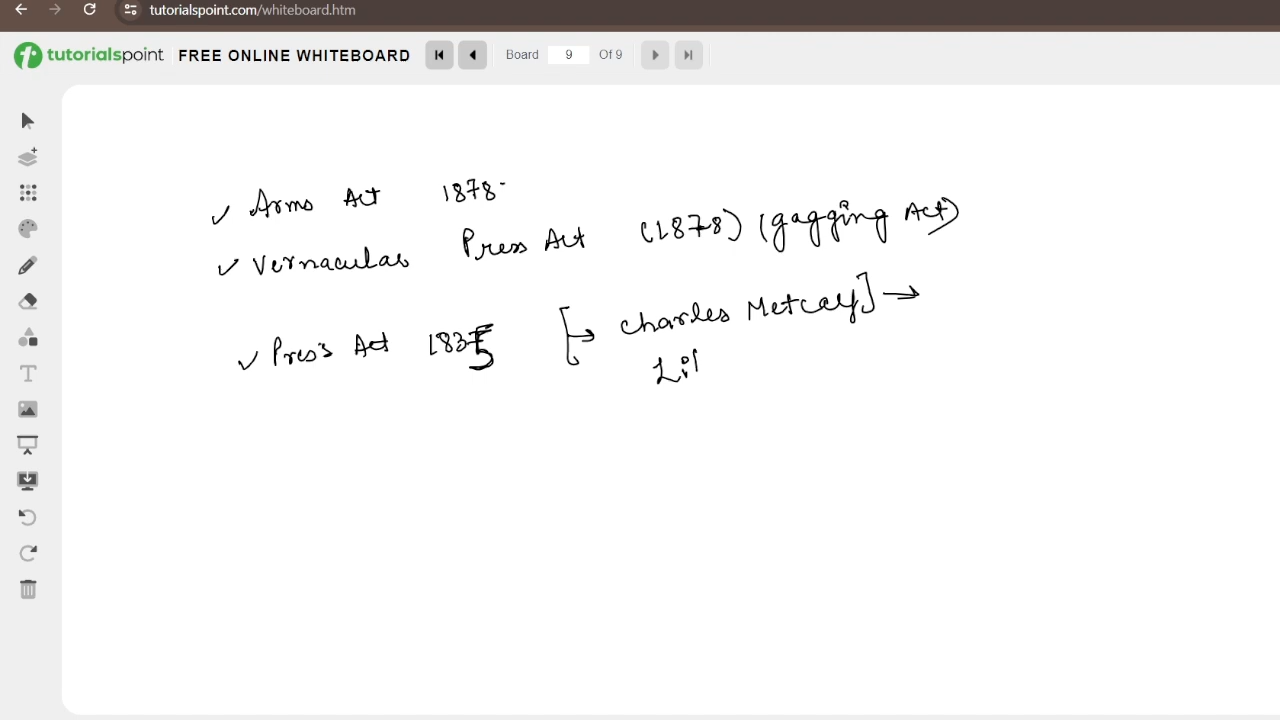 tutorialspoint.com/whiteboard.htm
tutorialspoint FREE ONLINE WHITEBOARD Board 9 Of 9
Arms Act 1878
Vernacular Press Act (1878) (gagging Act)
Press Act 1835 [→ Charles Metcalf] →
Lil
T